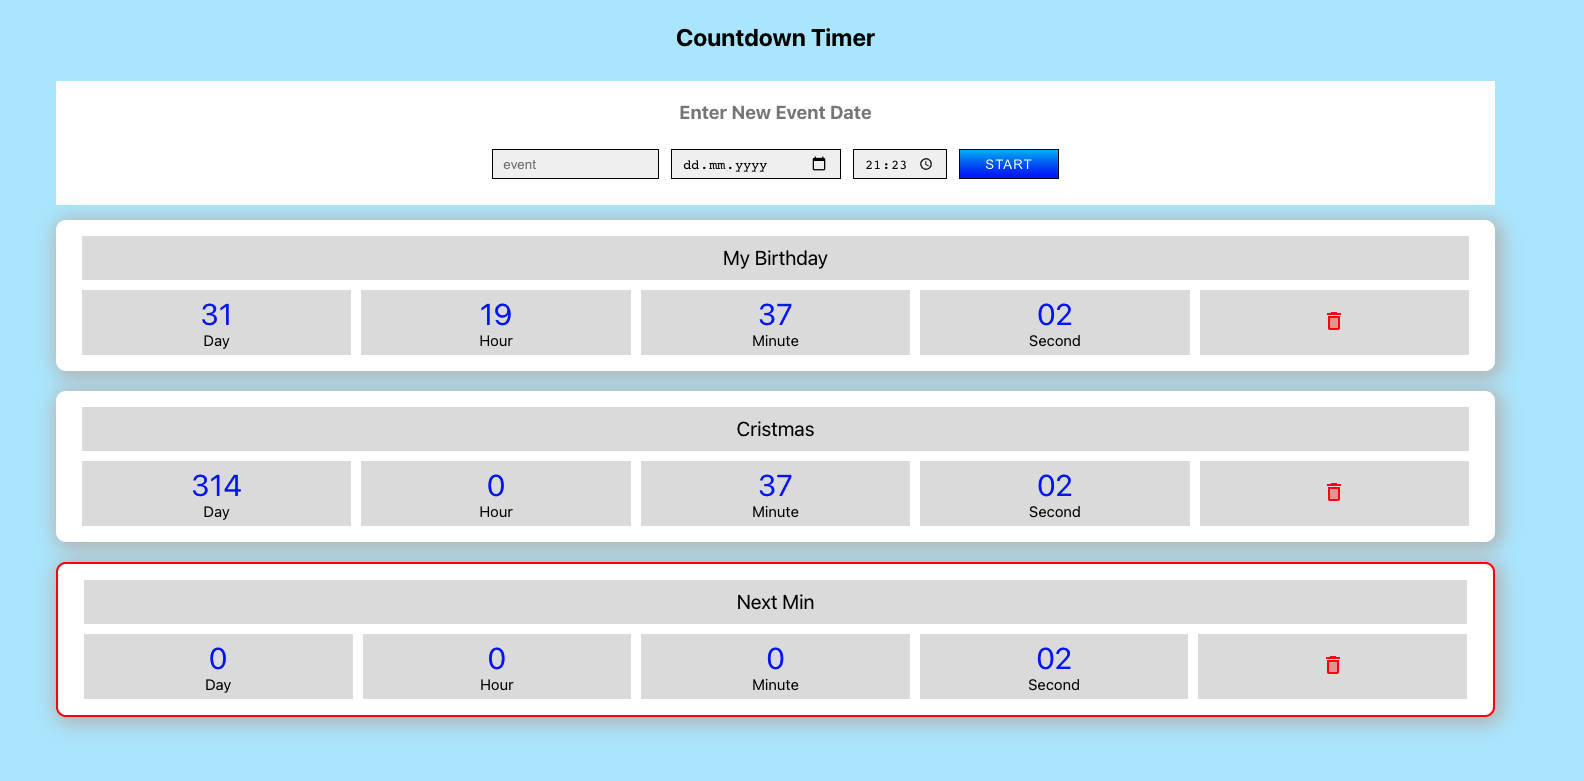 Countdown Timer
Enter New Event Date
event dd.mm.yyyy 21:23 START
My Birthday
31 19 37 02
Day Hour Minute Second
Cristmas
314 0 37 02
Day Hour Minute Second
Next Min
0 0 0 02
Day Hour Minute Second